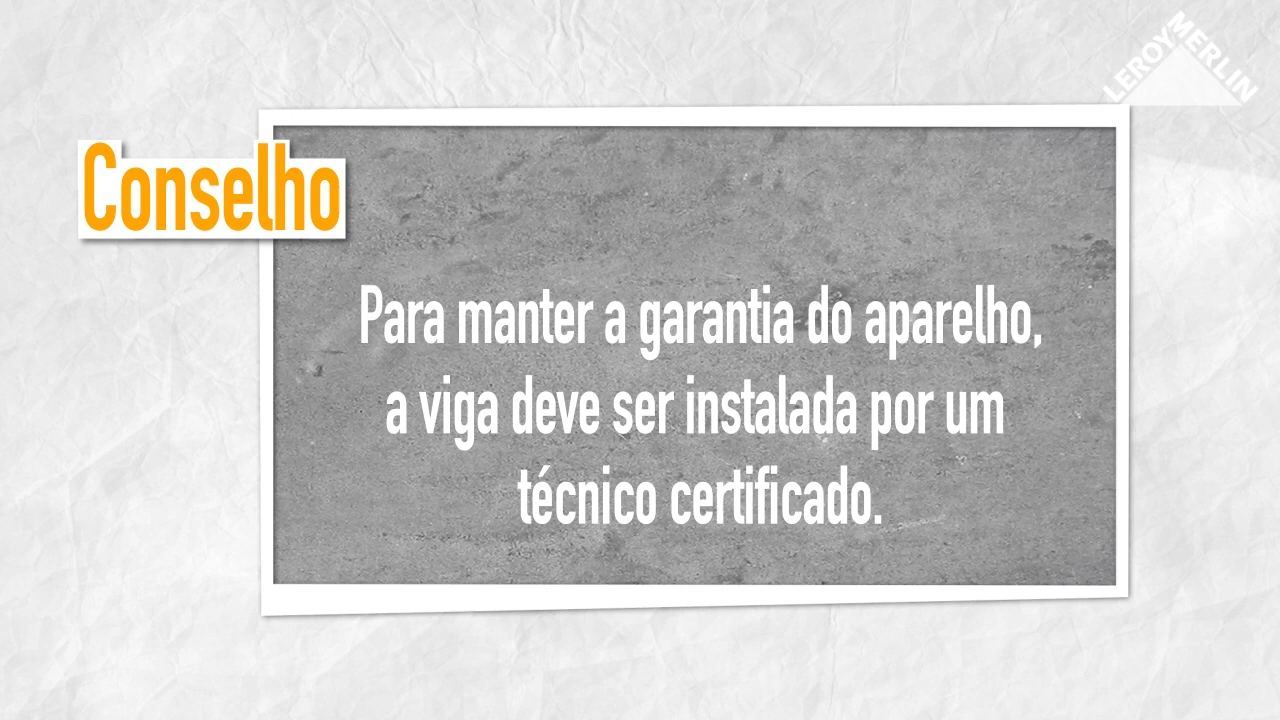 LEROY MERLIN
Conselho
Para manter a garantia do aparelho,
a viga deve ser instalada por um
técnico certificado.